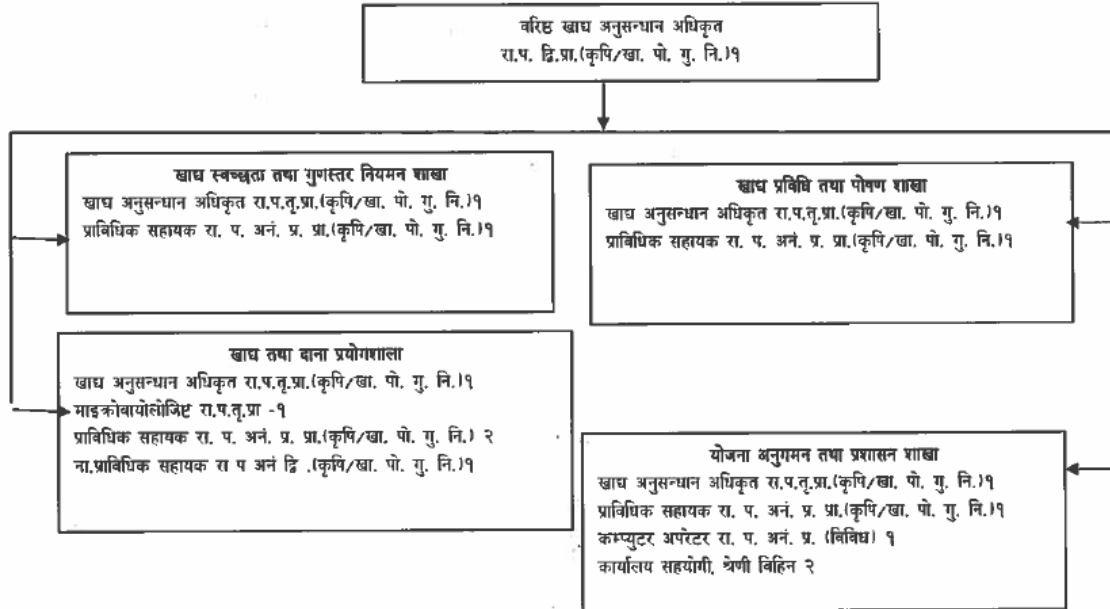 वरिष्ठ खाद्य अनुसन्धान अधिकृत
रा.प. द्वि.प्रा.(कृषि/खा. पो. गु. नि.)१
खाद्य स्वच्छता तथा गुणस्तर नियमन शाखा
खाद्य अनुसन्धान अधिकृत रा.प.तृ.प्रा.(कृषि/खा. पो. गु. नि.)१
प्राविधिक सहायक रा. प. अनं. प्र. प्रा.(कृषि/खा. पो. गु. नि.)१
खाद्य प्रविधि तथा पोषण शाखा
खाद्य अनुसन्धान अधिकृत रा.प.तृ.प्रा.(कृषि/खा. पो. गु. नि.)१
प्राविधिक सहायक रा. प. अनं. प्र. प्रा.(कृषि/खा. पो. गु. नि.)१
खाद्य तथा दाना प्रयोगशाला
खाद्य अनुसन्धान अधिकृत रा.प.तृ.प्रा.(कृषि/खा. पो. गु. नि.)१
माइक्रोबायोलोजिष्ट रा.प.तृ.प्रा -१
प्राविधिक सहायक रा. प. अनं. प्र. प्रा.(कृषि/खा. पो. गु. नि.) २
ना.प्राविधिक सहायक रा प अनं द्वि .(कृषि/खा. पो. गु. नि.)१
योजना अनुगमन तथा प्रशासन शाखा
खाद्य अनुसन्धान अधिकृत रा.प.तृ.प्रा.(कृषि/खा. पो. गु. नि.)१
प्राविधिक सहायक रा. प. अनं. प्र. प्रा.(कृषि/खा. पो. गु. नि.)१
कम्प्युटर अपरेटर रा. प. अनं. प्र. (विविध) १
कार्यालय सहयोगी, श्रेणी विहिन २